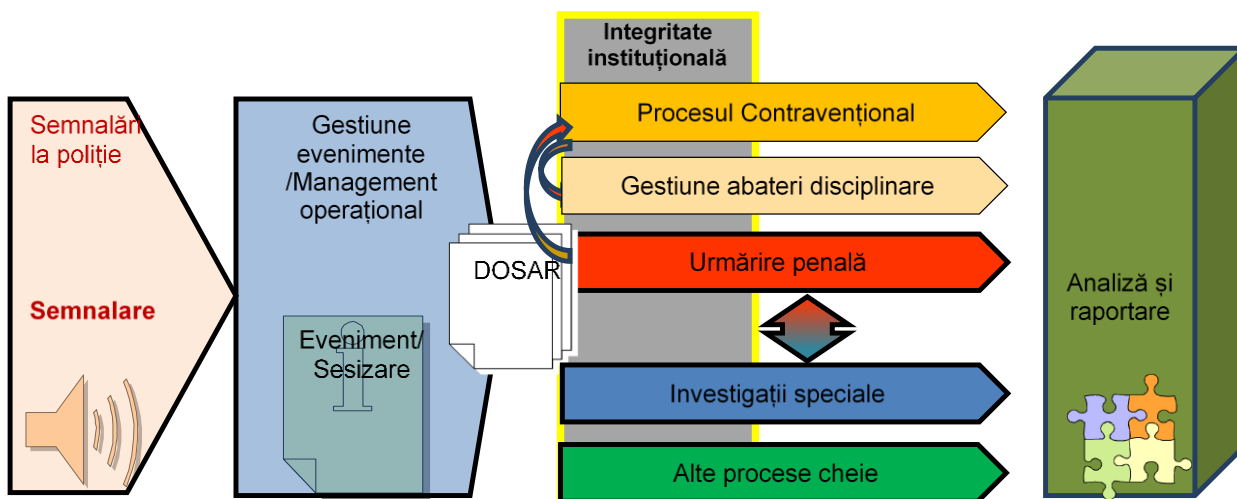 Semnalări
la poliție
Semnalare
Gestiune
evenimente
/Management
operațional
Eveniment/
Sesizare
DOSAR
Integritate
instituțională
Procesul Contravențional
Gestiune abateri disciplinare
Urmărire penală
Investigații speciale
Alte procese cheie
Analiză și
raportare